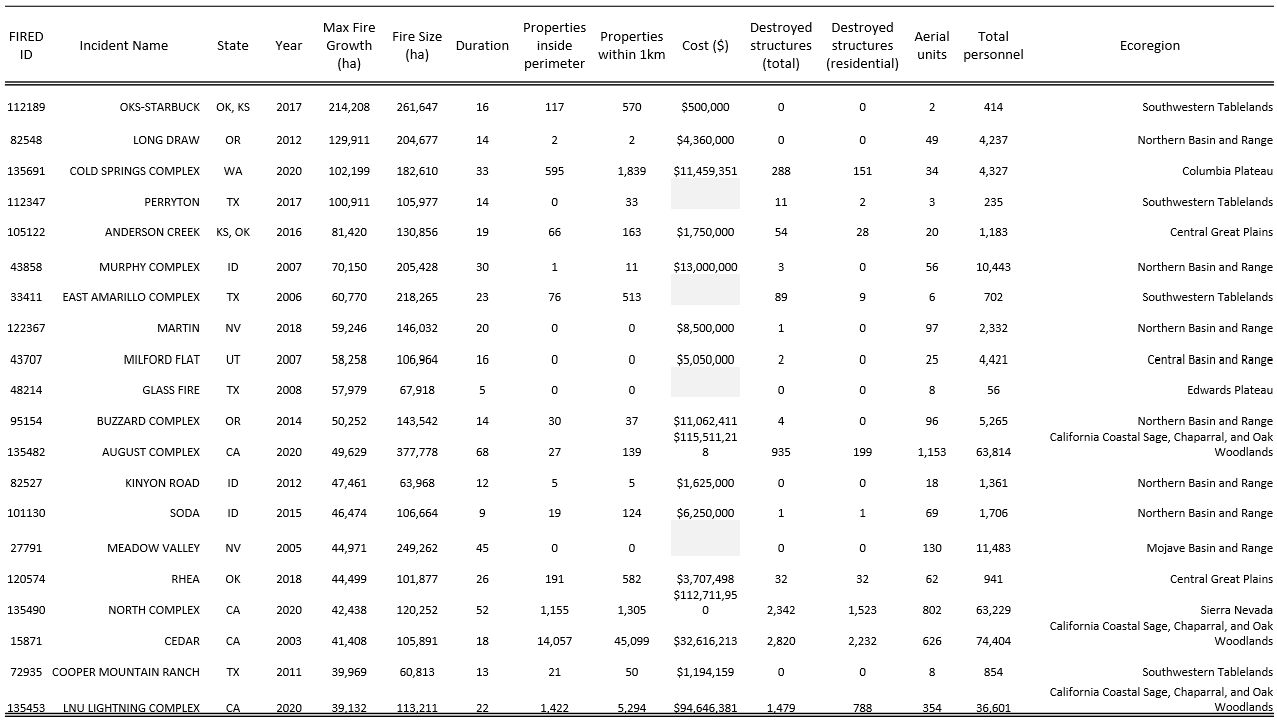 FIRED ID Incident Name State Year Max Fire Growth (ha) Fire Size (ha) Duration Properties inside perimeter Properties within 1km Cost ($) Destroyed structures (total) Destroyed structures (residential) Aerial units Total personnel Ecoregion
112189 OKS-STARBUCK OK, KS 2017 214,208 261,647 16 117 570 $500,000 0 0 2 414 Southwestern Tablelands
82548 LONG DRAW OR 2012 129,911 204,677 14 2 2 $4,360,000 0 0 49 4,237 Northern Basin and Range
135691 COLD SPRINGS COMPLEX WA 2020 102,199 182,610 33 595 1,839 $11,459,351 288 151 34 4,327 Columbia Plateau
112347 PERRYTON TX 2017 100,911 105,977 14 0 33 11 2 3 235 Southwestern Tablelands
105122 ANDERSON CREEK KS, OK 2016 81,420 130,856 19 66 163 $1,750,000 54 28 20 1,183 Central Great Plains
43858 MURPHY COMPLEX ID 2007 70,150 205,428 30 1 11 $13,000,000 3 0 56 10,443 Northern Basin and Range
33411 EAST AMARILLO COMPLEX TX 2006 60,770 218,265 23 76 513 89 9 6 702 Southwestern Tablelands
122367 MARTIN NV 2018 59,246 146,032 20 0 0 $8,500,000 1 0 97 2,332 Northern Basin and Range
43707 MILFORD FLAT UT 2007 58,258 106,964 16 0 0 $5,050,000 2 0 25 4,421 Central Basin and Range
48214 GLASS FIRE TX 2008 57,979 67,918 5 0 0 0 0 8 56 Edwards Plateau
95154 BUZZARD COMPLEX OR 2014 50,252 143,542 14 30 37 $11,062,411 4 0 96 5,265 Northern Basin and Range
135482 AUGUST COMPLEX CA 2020 49,629 377,778 68 27 139 $115,511,218 935 199 1,153 63,814 California Coastal Sage, Chaparral, and Oak Woodlands
82527 KINYON ROAD ID 2012 47,461 63,968 12 5 5 $1,625,000 0 0 18 1,361 Northern Basin and Range
101130 SODA ID 2015 46,474 106,664 9 19 124 $6,250,000 1 1 69 1,706 Northern Basin and Range
27791 MEADOW VALLEY NV 2005 44,971 249,262 45 0 0 0 0 130 11,483 Mojave Basin and Range
120574 RHEA OK 2018 44,499 101,877 26 191 582 $3,707,498 32 32 62 941 Central Great Plains
135490 NORTH COMPLEX CA 2020 42,438 120,252 52 1,155 1,305 $112,711,950 2,342 1,523 802 63,229 Sierra Nevada
15871 CEDAR CA 2003 41,408 105,891 18 14,057 45,099 $32,616,213 2,820 2,232 626 74,404 California Coastal Sage, Chaparral, and Oak Woodlands
72935 COOPER MOUNTAIN RANCH TX 2011 39,969 60,813 13 21 50 $1,194,159 0 0 8 854 Southwestern Tablelands
135453 LNU LIGHTNING COMPLEX CA 2020 39,132 113,211 22 1,422 5,294 $94,646,381 1,479 788 354 36,601 California Coastal Sage, Chaparral, and Oak Woodlands